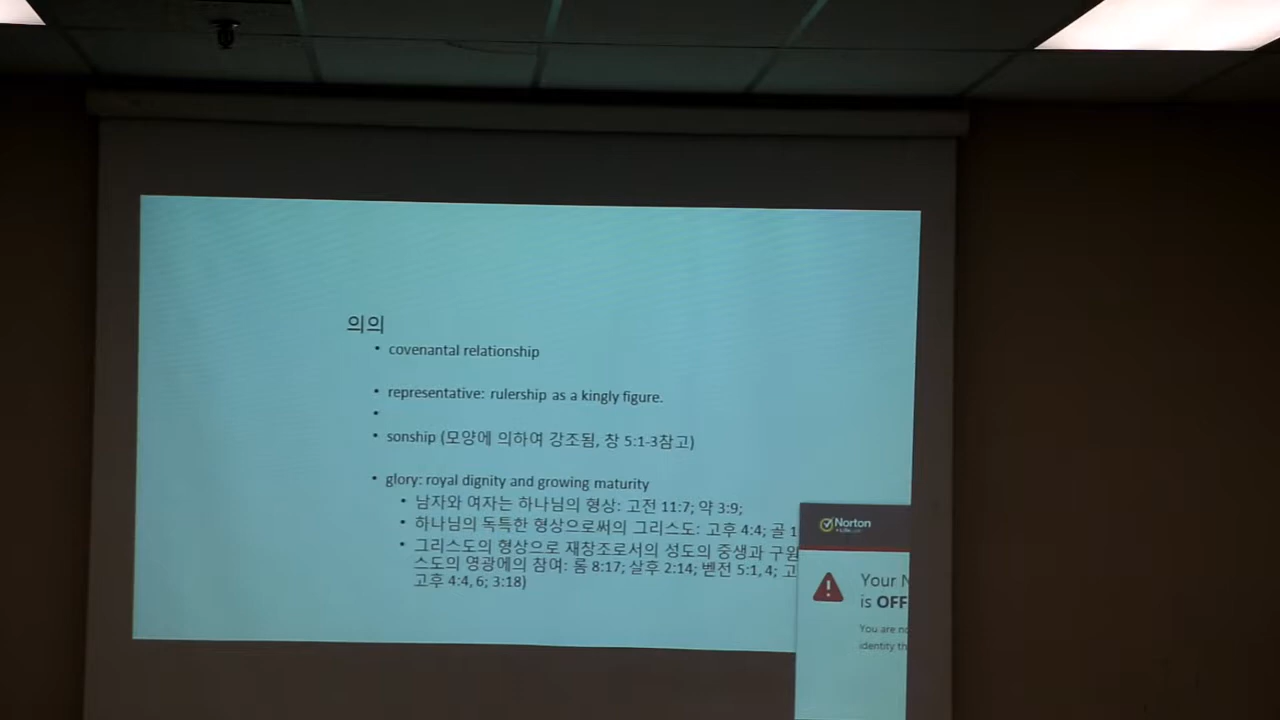 의의
• covenantal relationship
• representative: rulership as a kingly figure.
•
• sonship (모양에 의하여 강조됨, 창 5:1-3참고)
• glory: royal dignity and growing maturity
• 남자와 여자는 하나님의 형상: 고전 11:7; 약 3:9;
• 하나님의 독특한 형상으로써의 그리스도: 고후 4:4; 골 1
• 그리스도의 형상으로 재창조로서의 성도의 중생과 구원
스도의 영광에의 참여: 롬 8:17; 살후 2:14; 벧전 5:1, 4; 고
고후 4:4, 6; 3:18)
Norton
Your N
is OFF
You are no
identity th